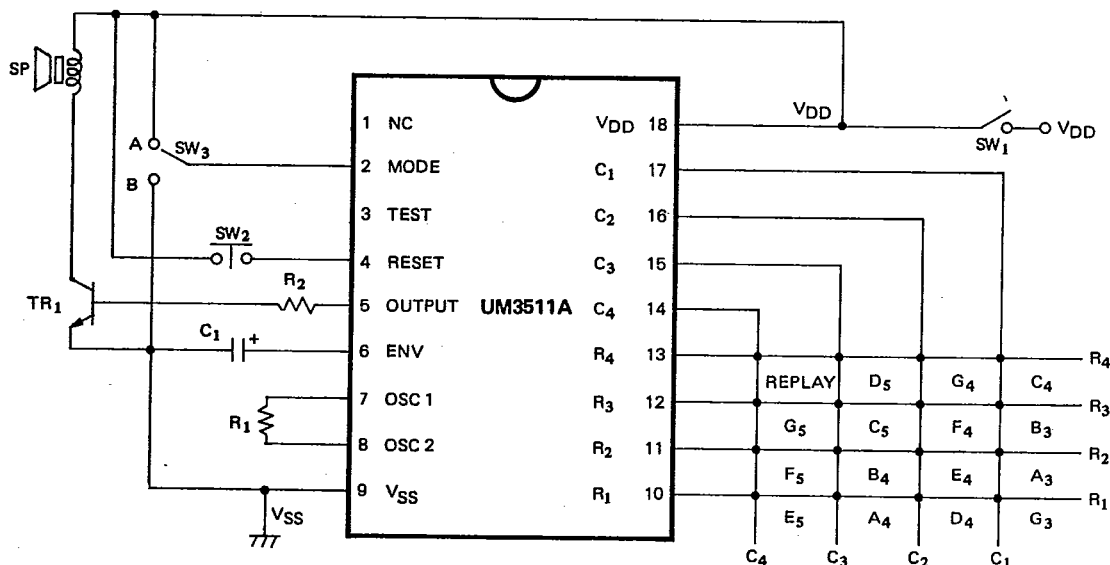 SP
A
SW3
B
SW2
R2
TR1
C1
+
R1
VSS
1 NC
2 MODE
3 TEST
4 RESET
5 OUTPUT
6 ENV
7 OSC 1
8 OSC 2
9 VSS
UM3511A
VDD 18
C1 17
C2 16
C3 15
C4 14
R4 13
R3 12
R2 11
R1 10
VDD
SW1
VDD
REPLAY D5 G4 C4
R4
G5 C5 F4 B3
R3
F5 B4 E4 A3
R2
E5 A4 D4 G3
R1
C4 C3 C2 C1